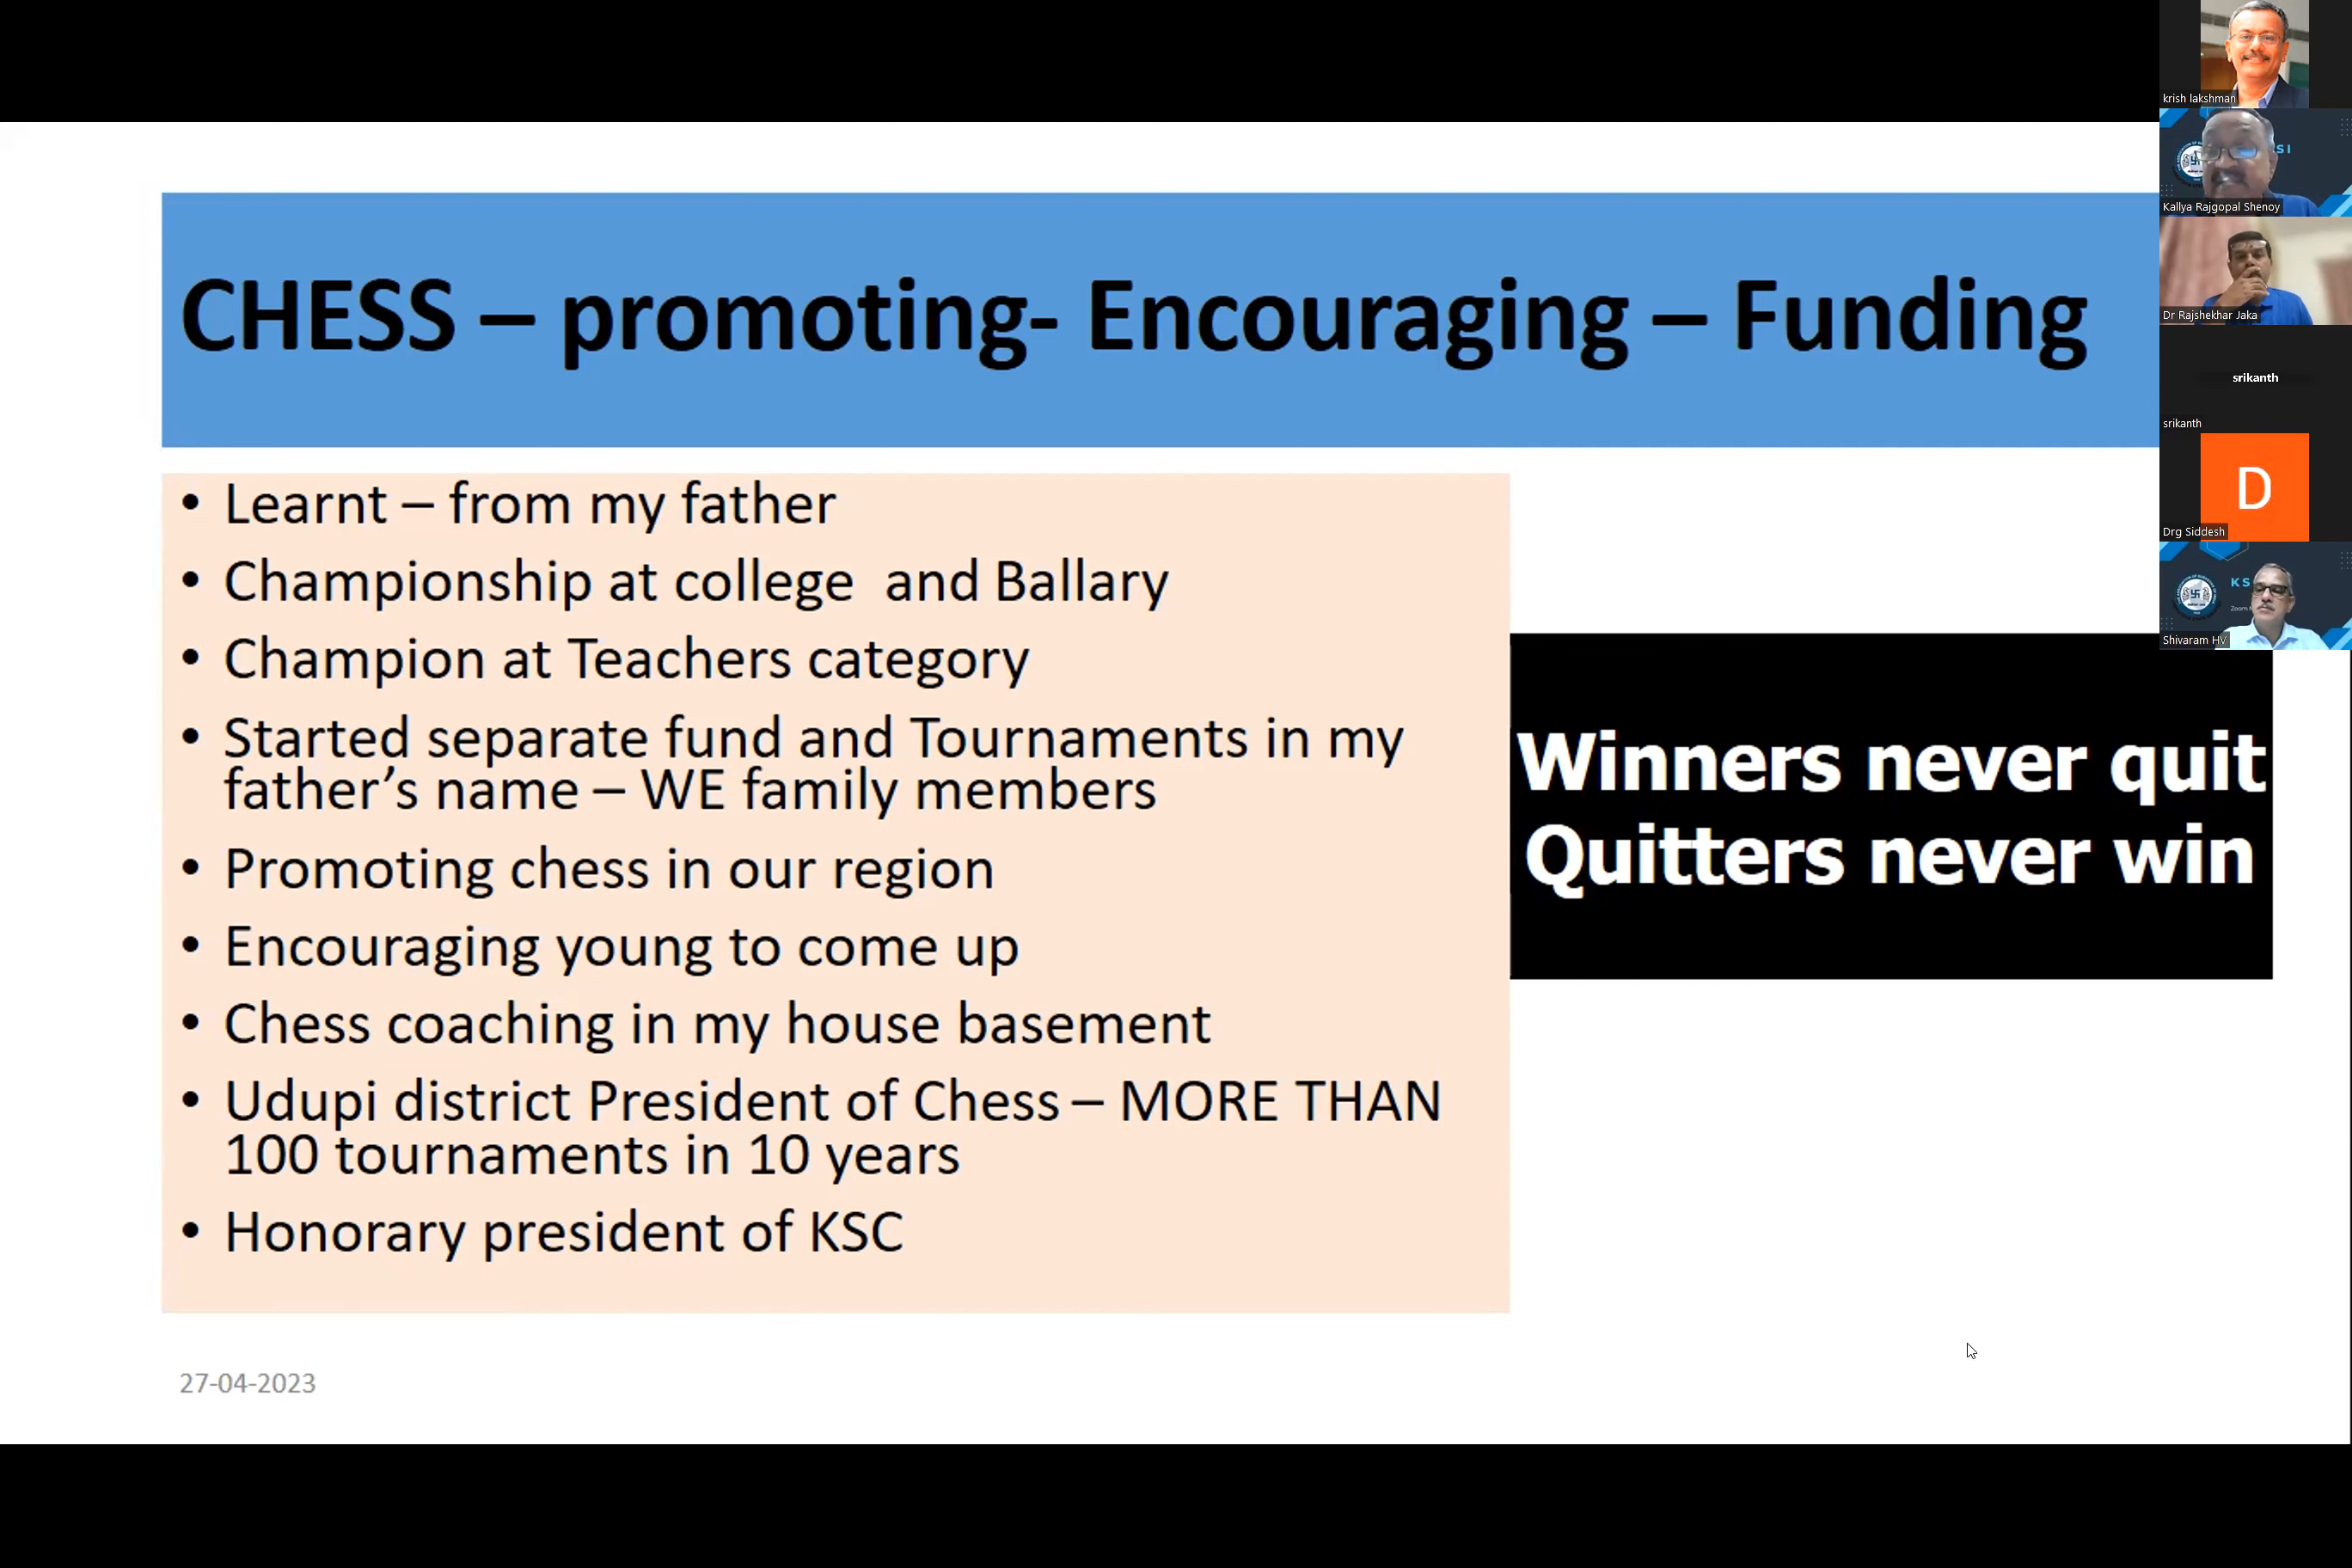 CHESS – promoting- Encouraging – Funding
• Learnt – from my father
• Championship at college  and Ballary
• Champion at Teachers category
• Started separate fund and Tournaments in my
father’s name – WE family members
• Promoting chess in our region
• Encouraging young to come up
• Chess coaching in my house basement
• Udupi district President of Chess – MORE THAN
100 tournaments in 10 years
• Honorary president of KSC
Winners never quit
Quitters never win
27-04-2023
krish lakshman
SI
Kallya Rajgopal Shenoy
Dr Rajshekhar Jaka
srikanth
srikanth
D
Drg Siddesh
KS
Zoom
Shivaram HV